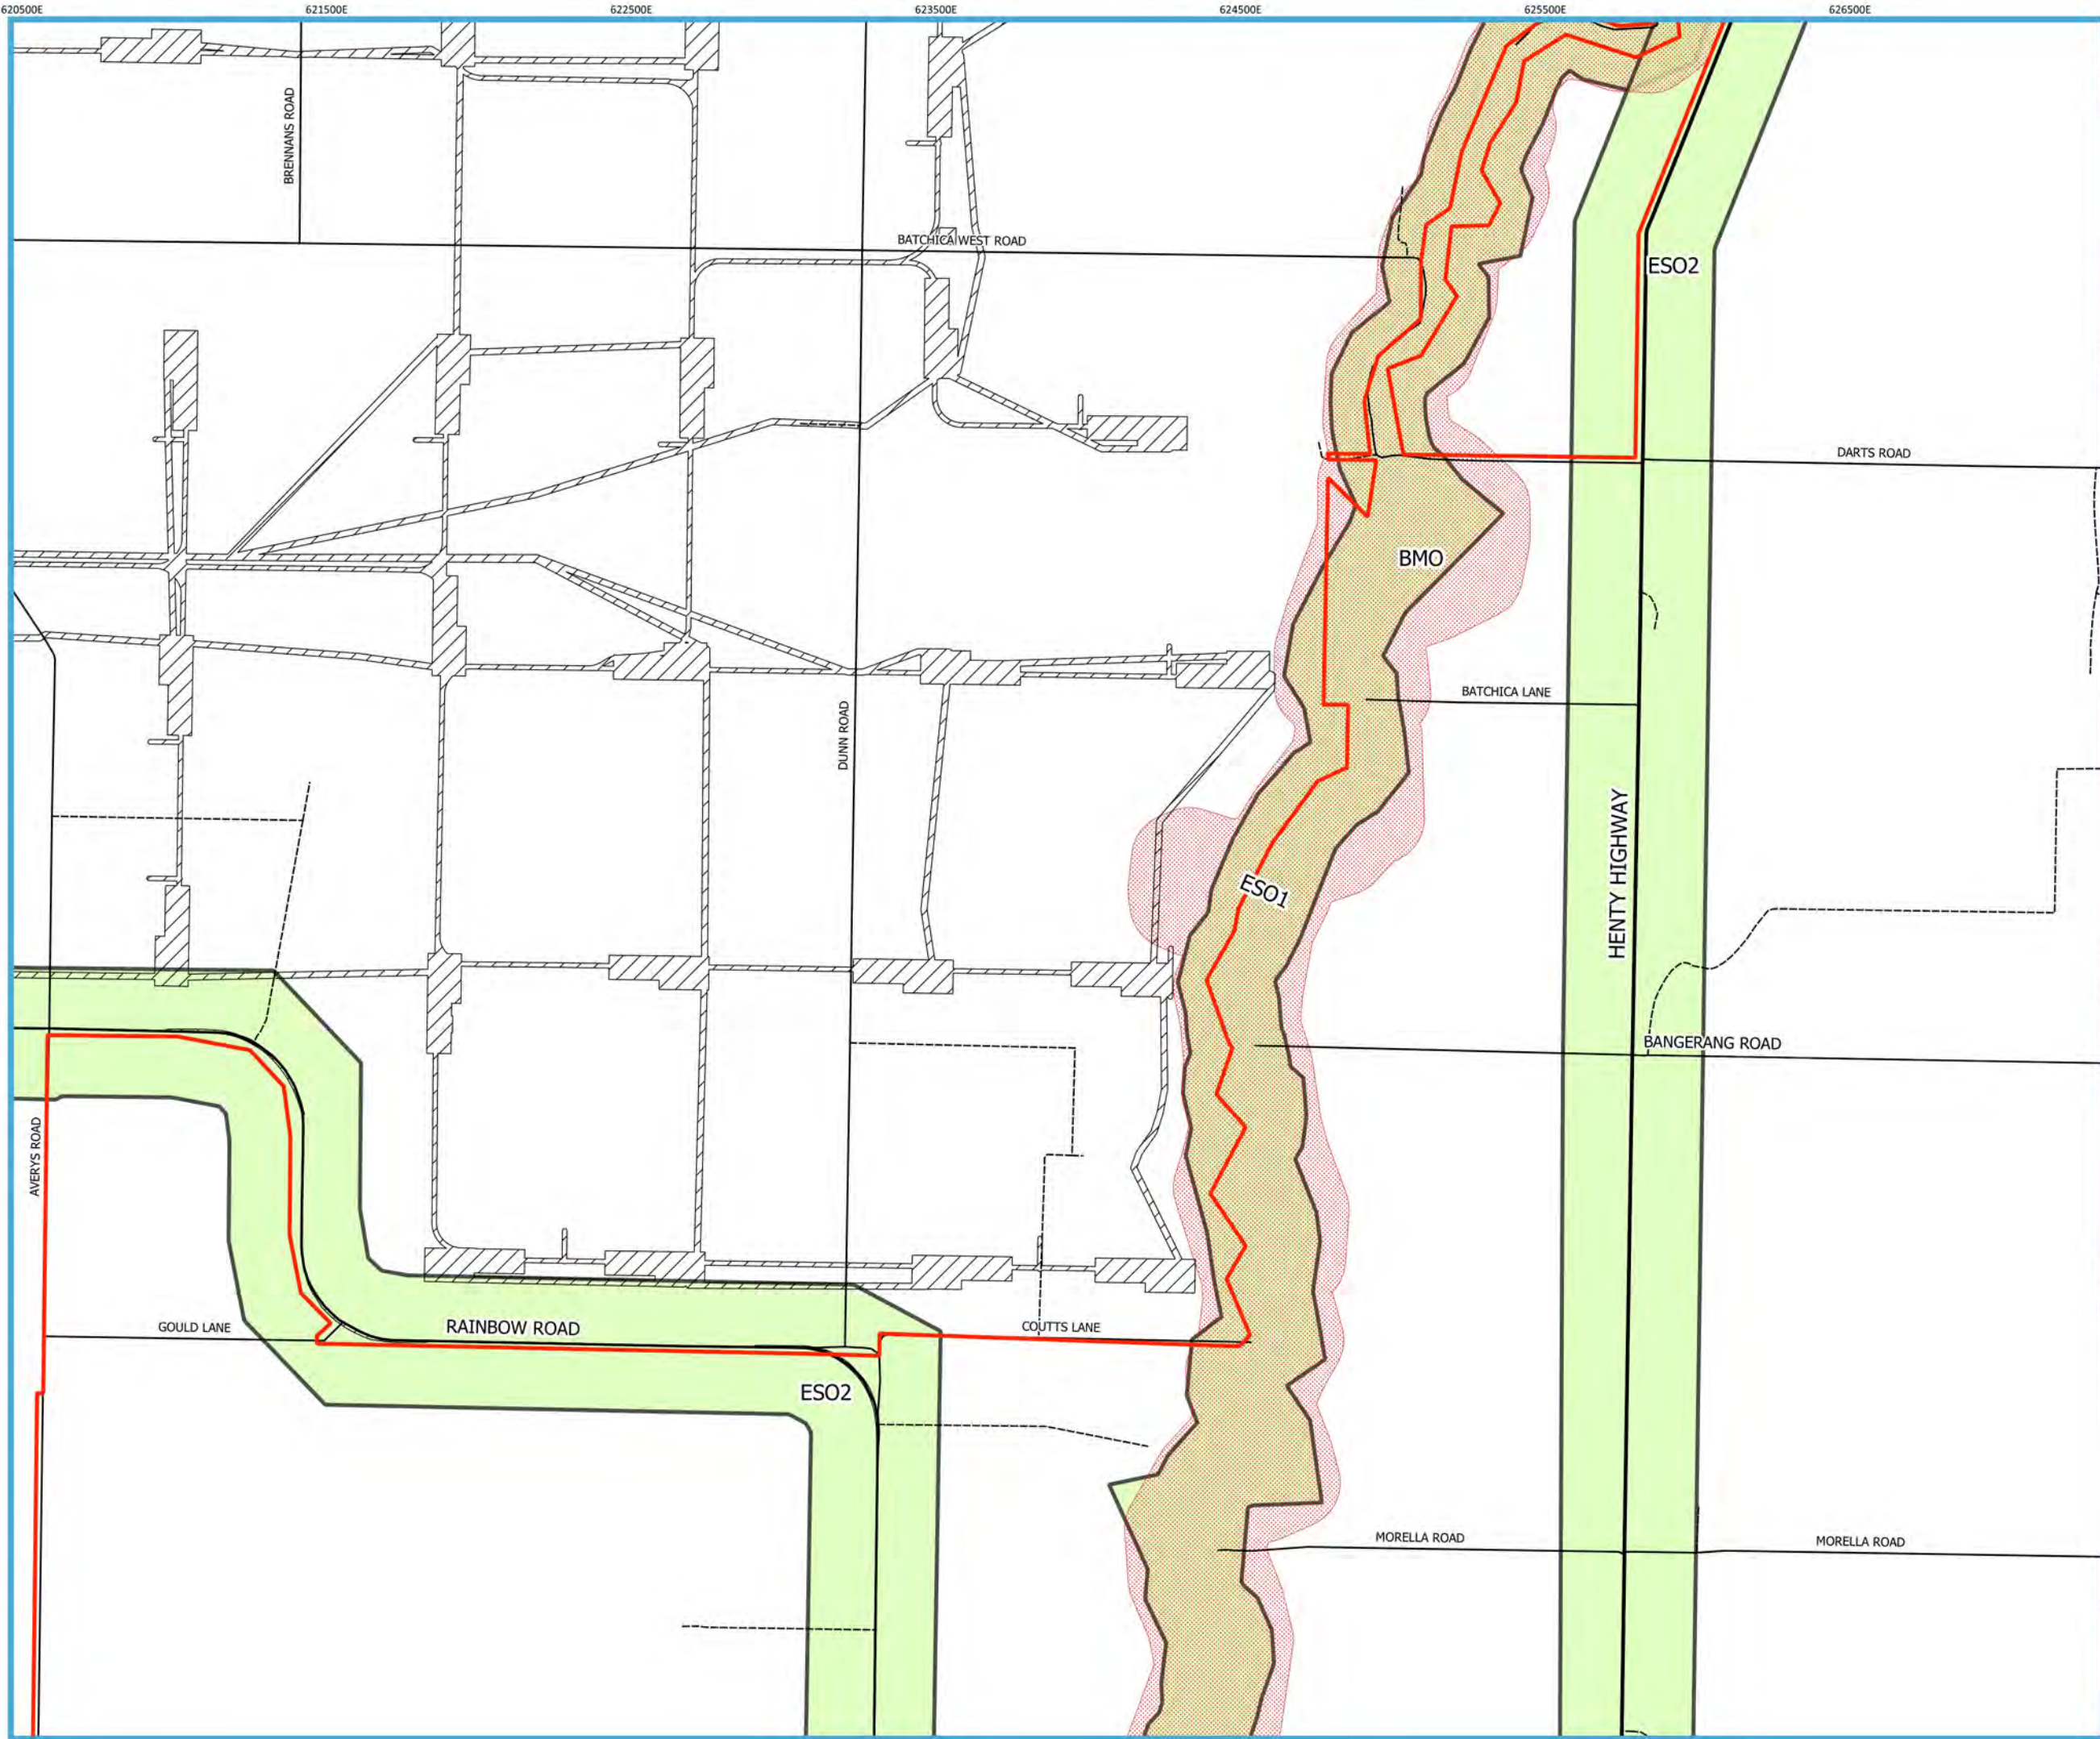 620500E
621500E
622500E
623500E
624500E
625500E
626500E
BRENNANS ROAD
BATCHICA WEST ROAD
ESO2
DARTS ROAD
BMO
BATCHICA LANE
DUNN ROAD
HENTY HIGHWAY
ESO1
BANGERANG ROAD
AVERYS ROAD
GOULD LANE
RAINBOW ROAD
COUTTS LANE
ESO2
MORELLA ROAD
MORELLA ROAD